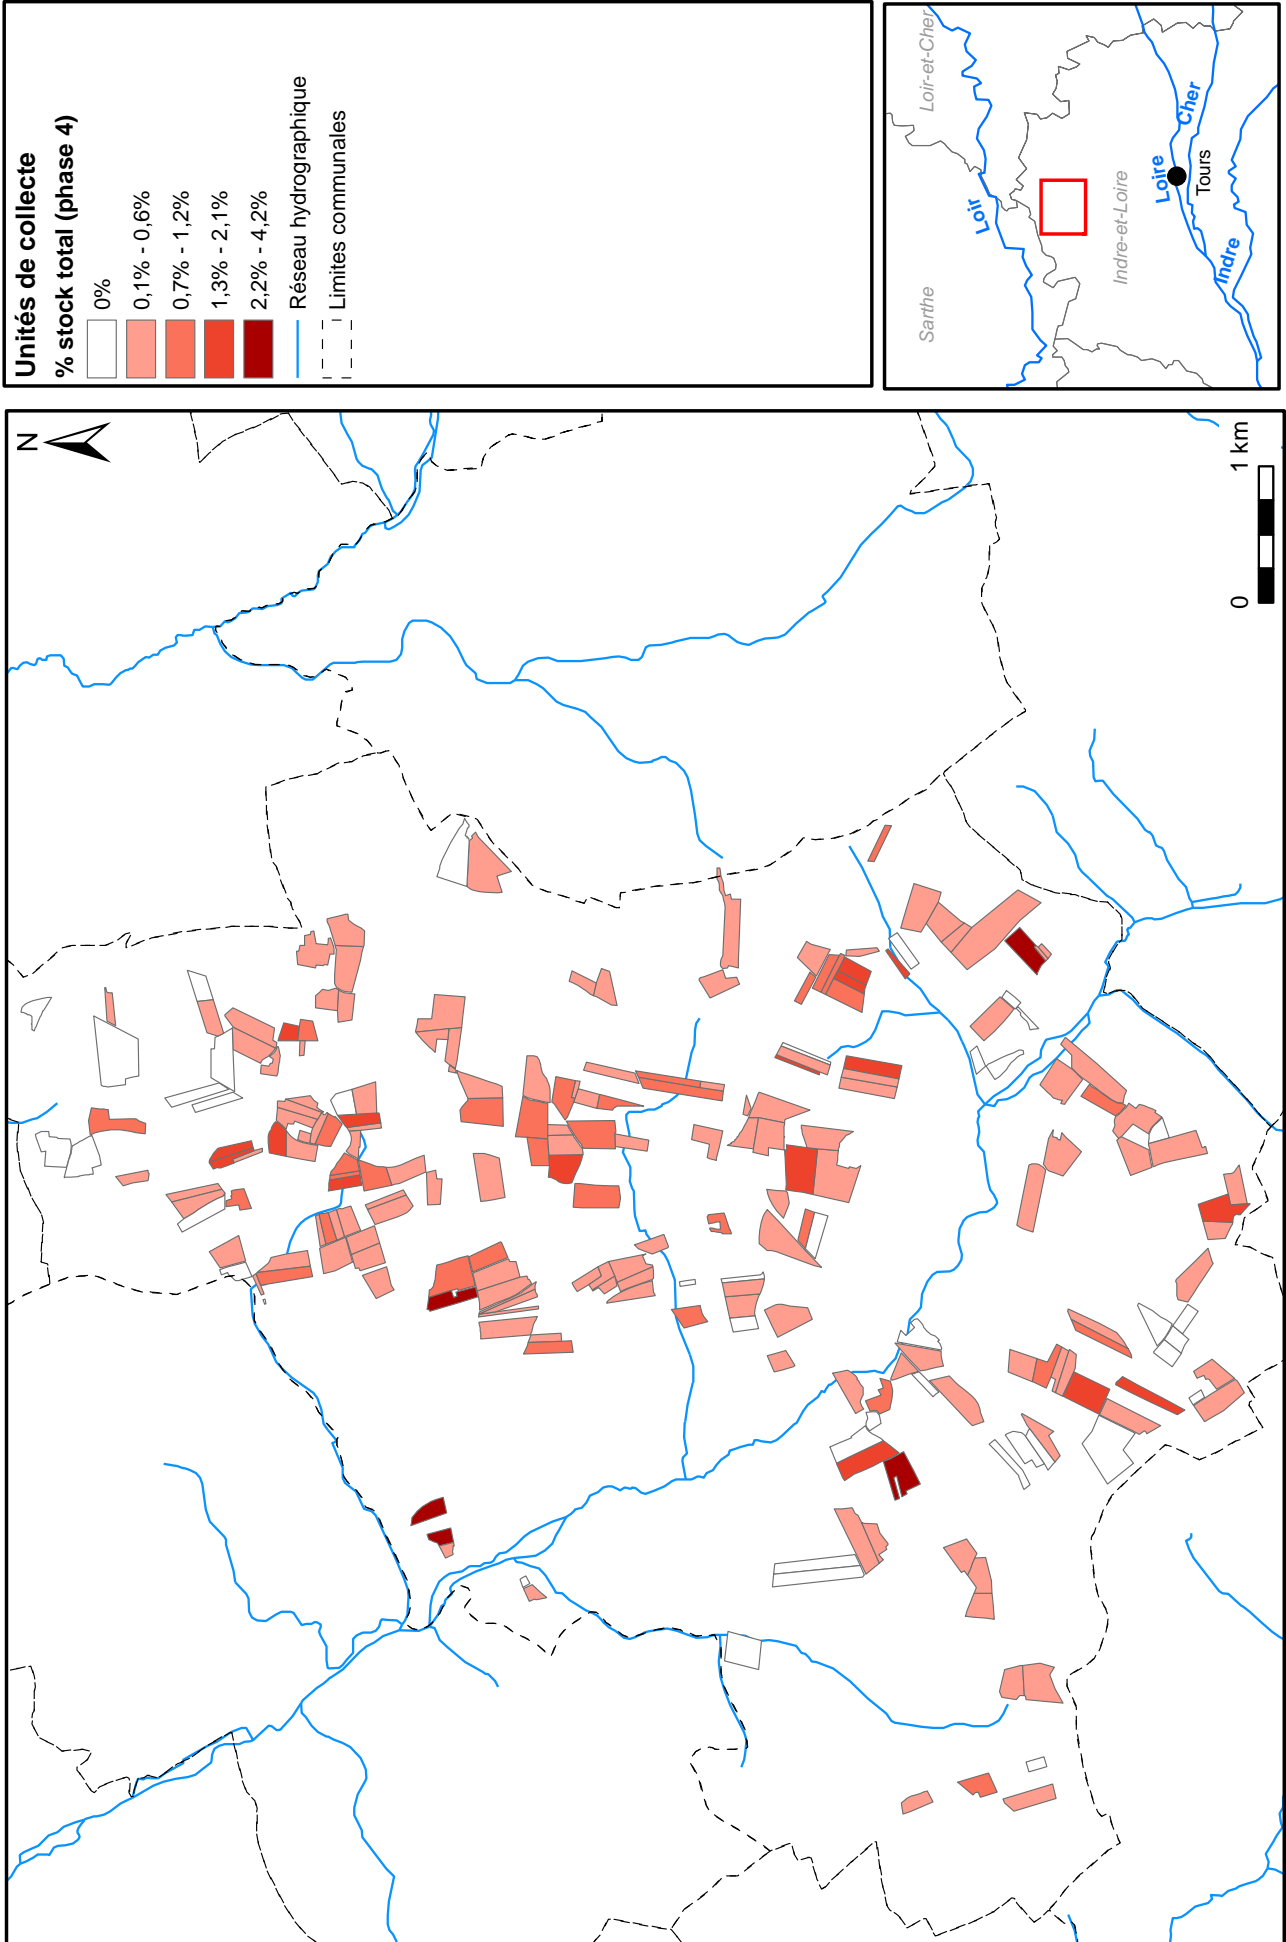 Unités de collecte
% stock total (phase 4)
0%
0,1% - 0,6%
0,7% - 1,2%
1,3% - 2,1%
2,2% - 4,2%
Réseau hydrographique
Limites communales
Sarthe
Loir-et-Cher
Loir
Indre-et-Loire
Loire
Cher
Tours
Indre
N
0
1 km